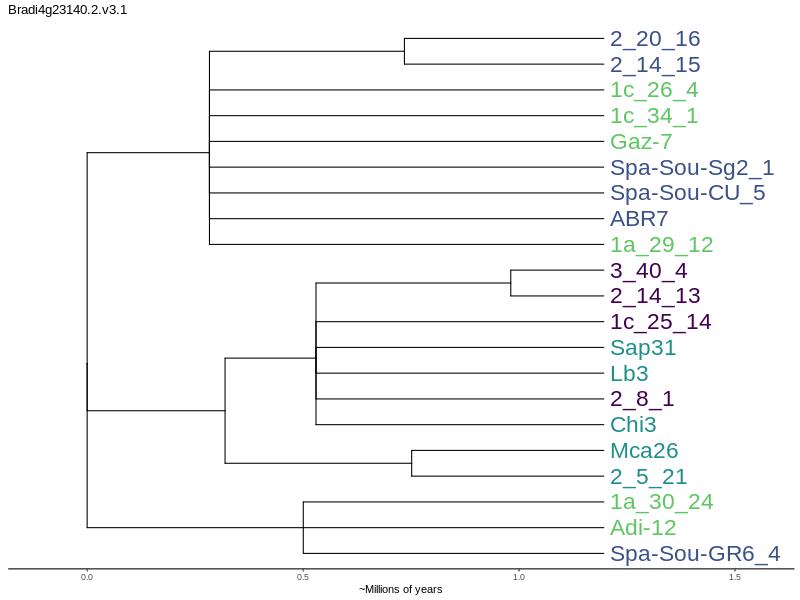 Bradi4g23140.2.v3.1
2_20_16
2_14_15
1c_26_4
1c_34_1
Gaz-7
Spa-Sou-Sg2_1
Spa-Sou-CU_5
ABR7
1a_29_12
3_40_4
2_14_13
1c_25_14
Sap31
Lb3
2_8_1
Chi3
Mca26
2_5_21
1a_30_24
Adi-12
Spa-Sou-GR6_4
0.0 0.5 1.0 1.5
~Millions of years